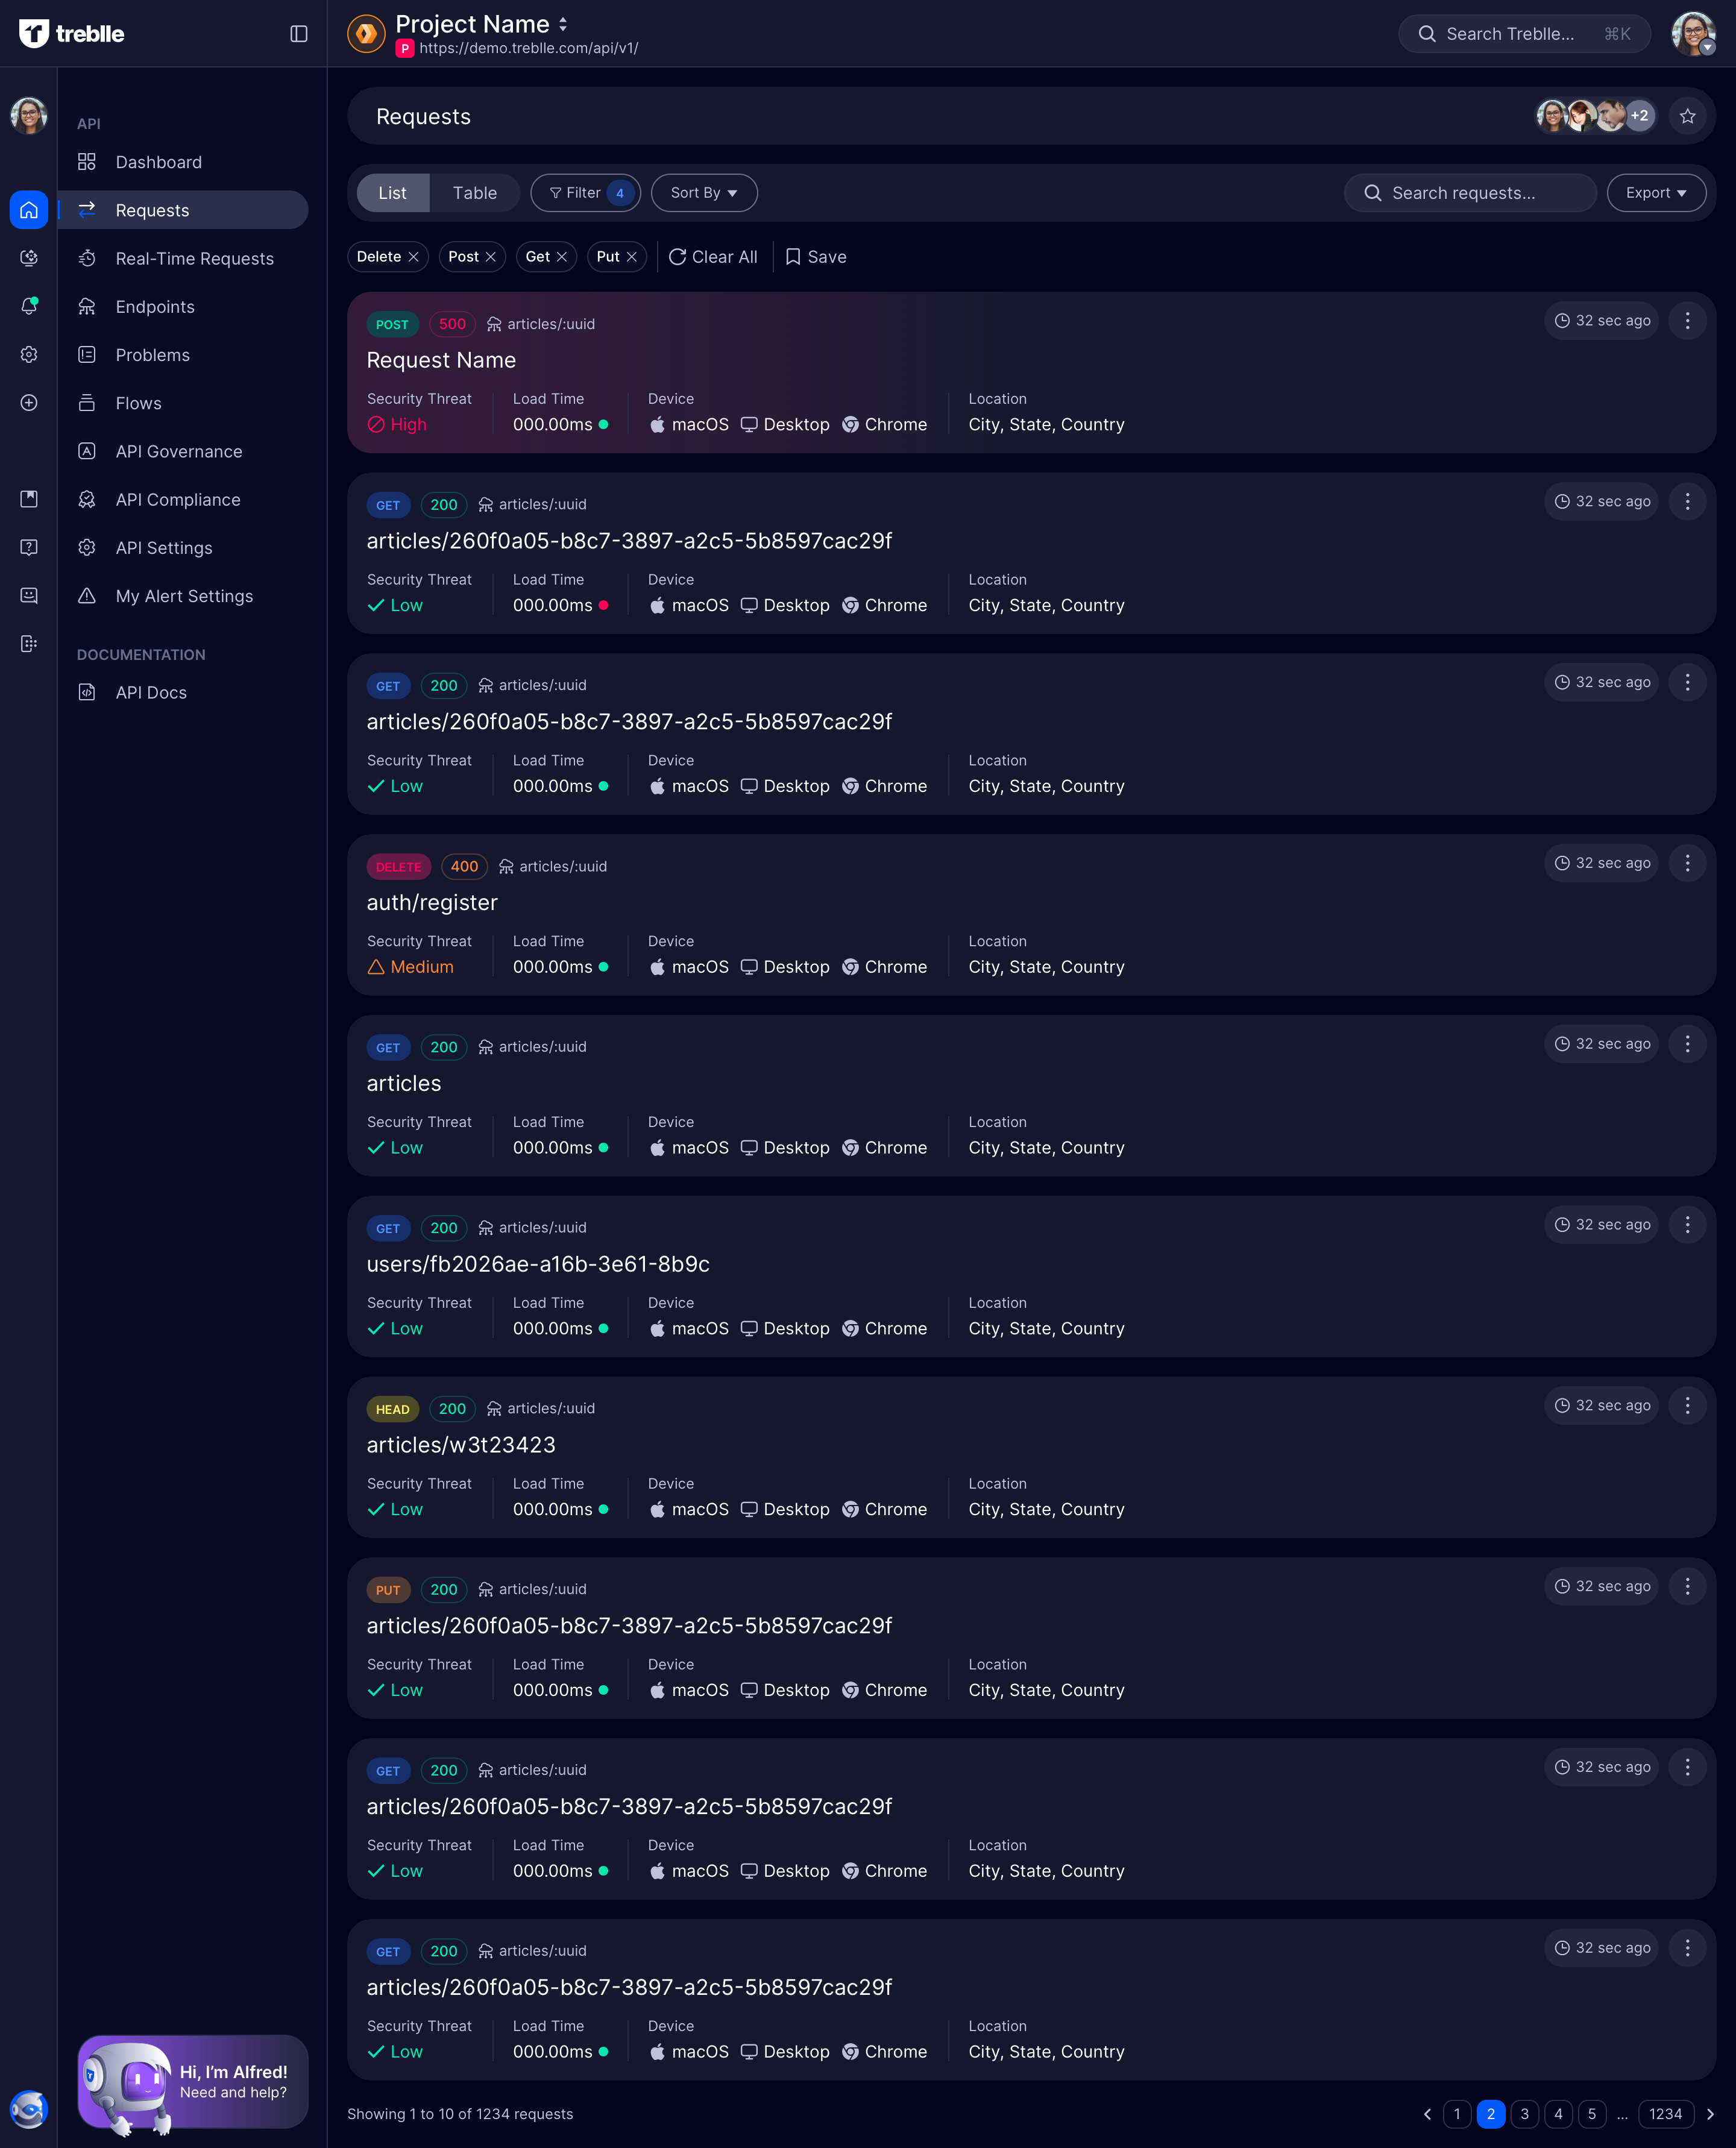 treblle
Project Name
P https://demo.treblle.com/api/v1/
Search Treblle... ⌘K
API
Dashboard
Requests
Real-Time Requests
Endpoints
Problems
Flows
API Governance
API Compliance
API Settings
My Alert Settings
DOCUMENTATION
API Docs
Hi, I'm Alfred!
Need and help?
Requests
+2
List Table Filter 4 Sort By
Search requests... Export
Delete Post Get Put Clear All Save
POST 500 articles/:uuid 32 sec ago
Request Name
Security Threat Load Time Device Location
High 000.00ms macOS Desktop Chrome City, State, Country
GET 200 articles/:uuid 32 sec ago
articles/260f0a05-b8c7-3897-a2c5-5b8597cac29f
Security Threat Load Time Device Location
Low 000.00ms macOS Desktop Chrome City, State, Country
GET 200 articles/:uuid 32 sec ago
articles/260f0a05-b8c7-3897-a2c5-5b8597cac29f
Security Threat Load Time Device Location
Low 000.00ms macOS Desktop Chrome City, State, Country
DELETE 400 articles/:uuid 32 sec ago
auth/register
Security Threat Load Time Device Location
Medium 000.00ms macOS Desktop Chrome City, State, Country
GET 200 articles/:uuid 32 sec ago
articles
Security Threat Load Time Device Location
Low 000.00ms macOS Desktop Chrome City, State, Country
GET 200 articles/:uuid 32 sec ago
users/fb2026ae-a16b-3e61-8b9c
Security Threat Load Time Device Location
Low 000.00ms macOS Desktop Chrome City, State, Country
HEAD 200 articles/:uuid 32 sec ago
articles/w3t23423
Security Threat Load Time Device Location
Low 000.00ms macOS Desktop Chrome City, State, Country
PUT 200 articles/:uuid 32 sec ago
articles/260f0a05-b8c7-3897-a2c5-5b8597cac29f
Security Threat Load Time Device Location
Low 000.00ms macOS Desktop Chrome City, State, Country
GET 200 articles/:uuid 32 sec ago
articles/260f0a05-b8c7-3897-a2c5-5b8597cac29f
Security Threat Load Time Device Location
Low 000.00ms macOS Desktop Chrome City, State, Country
GET 200 articles/:uuid 32 sec ago
articles/260f0a05-b8c7-3897-a2c5-5b8597cac29f
Security Threat Load Time Device Location
Low 000.00ms macOS Desktop Chrome City, State, Country
Showing 1 to 10 of 1234 requests
1 2 3 4 5 ... 1234